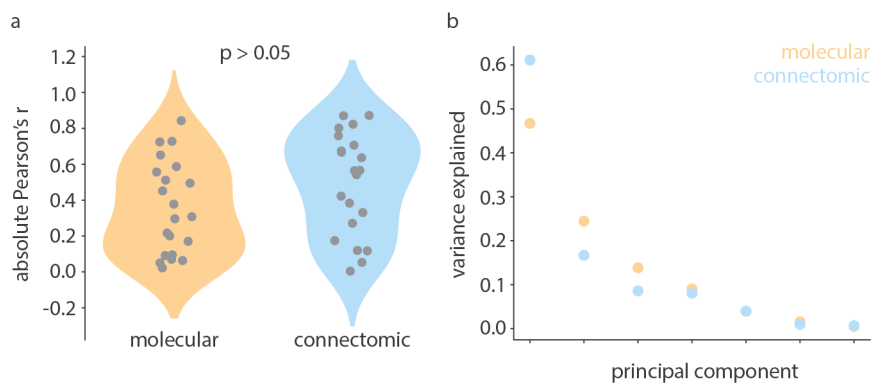 a
p > 0.05
1.2
1.0
0.8
0.6
0.4
0.2
0.0
-0.2
absolute Pearson's r
molecular
connectomic
b
molecular
connectomic
0.6
0.5
0.4
0.3
0.2
0.1
0.0
variance explained
principal component